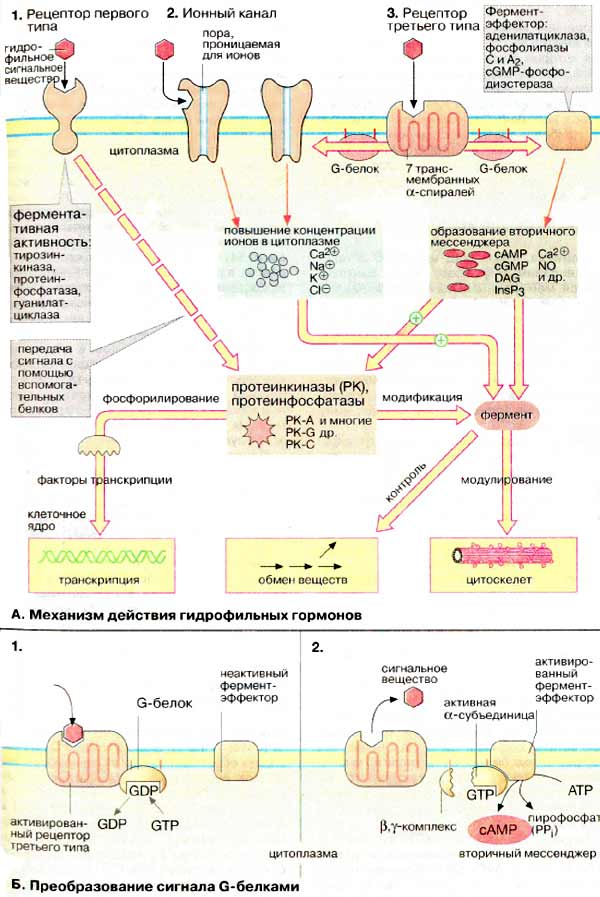 1. Рецептор первого
типа
2. Ионный канал
3. Рецептор
третьего типа
Фермент-
эффектор:
аденилатциклаза,
фосфолипазы
C и A2,
cGMP-фосфо-
диэстераза
гидро-
фильное
сигнальное
вещество
пора,
проницаемая
для ионов
цитоплазма
G-белок
7 транс-
мембранных
α-спиралей
G-белок
фермента-
тивная
активность:
тирозин-
киназа,
протеин-
фосфатаза,
гуанилат-
циклаза
повышение концентрации
ионов в цитоплазме
Ca2⊕
Na⊕
K⊕
Cl⊖
образование вторичного
мессенджера
cAMP Ca2⊕
cGMP NO
DAG и др.
InsP3
передача
сигнала с
помощью
вспомога-
тельных
белков
фосфорилирование
протеинкиназы (PK),
протеинфосфатазы
PK-A и многие
PK-G др.
PK-C
модификация
фермент
факторы транскрипции
контроль
модулирование
клеточное
ядро
транскрипция
обмен веществ
цитоскелет
А. Механизм действия гидрофильных гормонов
1.
G-белок
неактивный
фермент-
эффектор
GDP
активирован-
ный рецептор
третьего типа
GDP
GTP
2.
сигнальное
вещество
активная
α-субъединица
активиро-
ванный
фермент-
эффектор
GTP
ATP
β,γ-комплекс
cAMP
пирофосфат
(PPi)
цитоплазма
вторичный мессенджер
Б. Преобразование сигнала G-белками